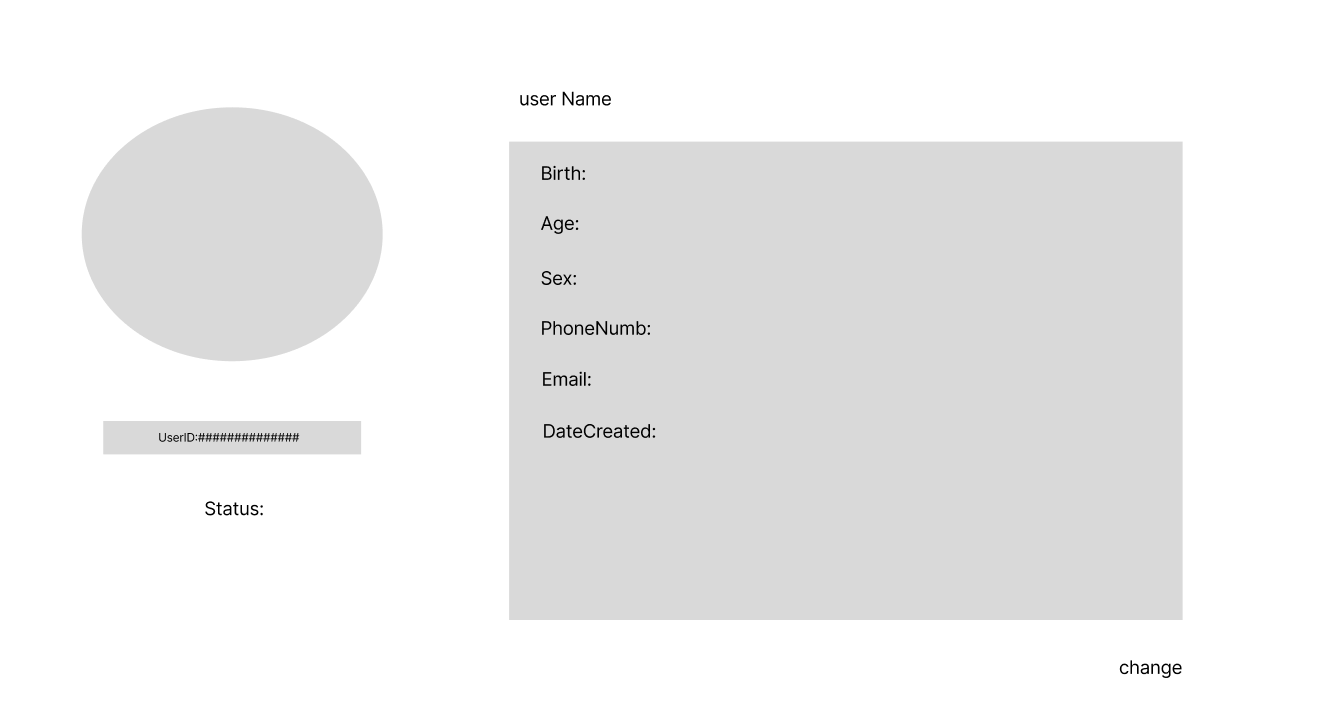 user Name
Birth:
Age:
Sex:
PhoneNumb:
Email:
DateCreated:
UserID:##############
Status:
change